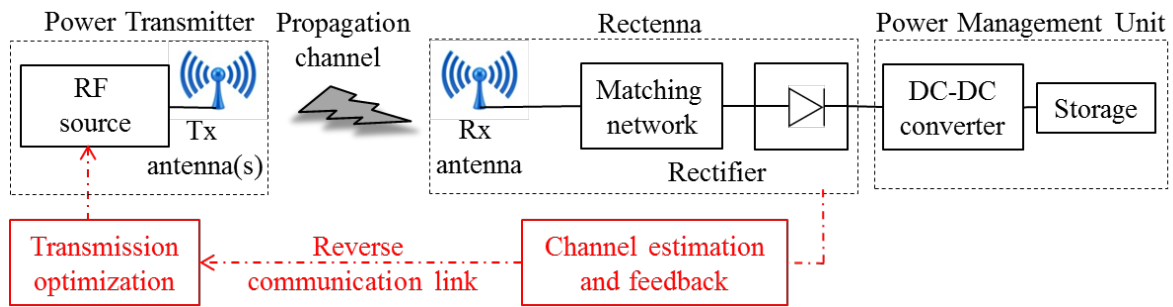 Power Transmitter
Propagation
channel
Rectenna
Power Management Unit
RF
source
Tx
antenna(s)
Rx
antenna
Matching
network
Rectifier
DC-DC
converter
Storage
Transmission
optimization
Reverse
communication link
Channel estimation
and feedback